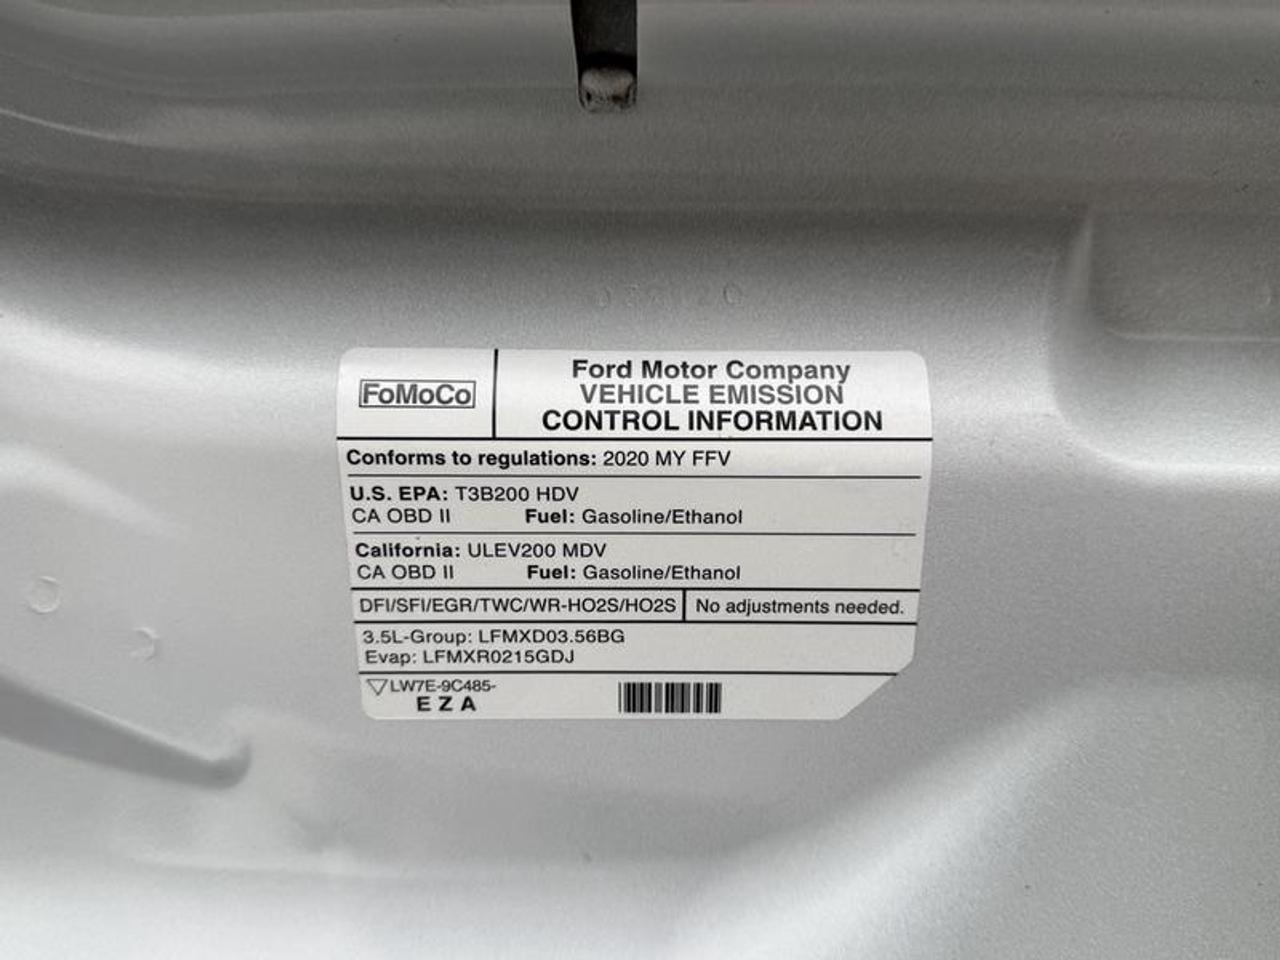 FoMoCo
Ford Motor Company
VEHICLE EMISSION
CONTROL INFORMATION
Conforms to regulations: 2020 MY FFV
U.S. EPA: T3B200 HDV
CA OBD II Fuel: Gasoline/Ethanol
California: ULEV200 MDV
CA OBD II Fuel: Gasoline/Ethanol
DFI/SFI/EGR/TWC/WR-HO2S/HO2S No adjustments needed.
3.5L-Group: LFMXD03.56BG
Evap: LFMXR0215GDJ
LW7E-9C485-
E Z A